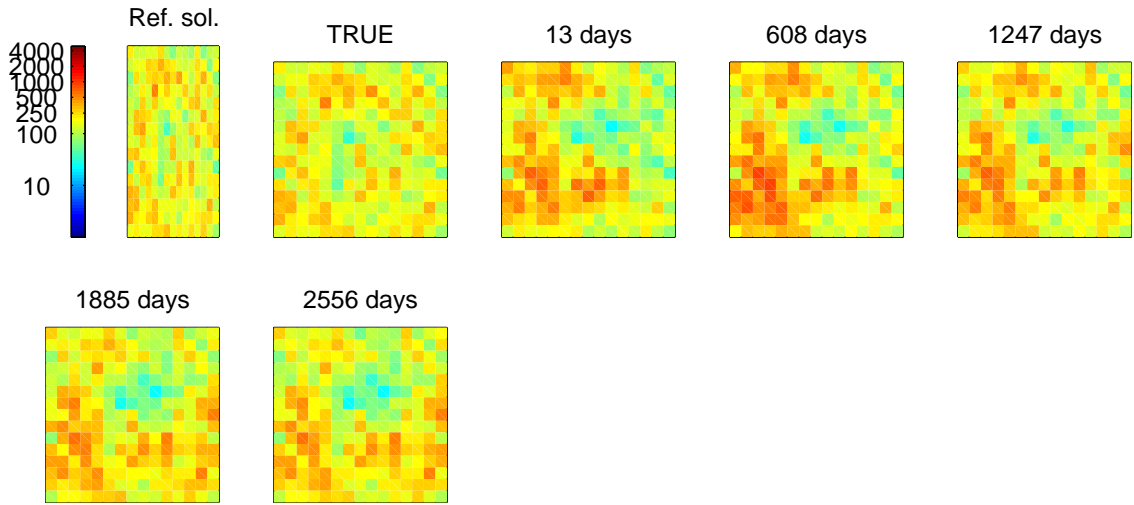 Ref. sol.
TRUE
13 days
608 days
1247 days
4000
2000
1000
500
250
100
10
1885 days
2556 days